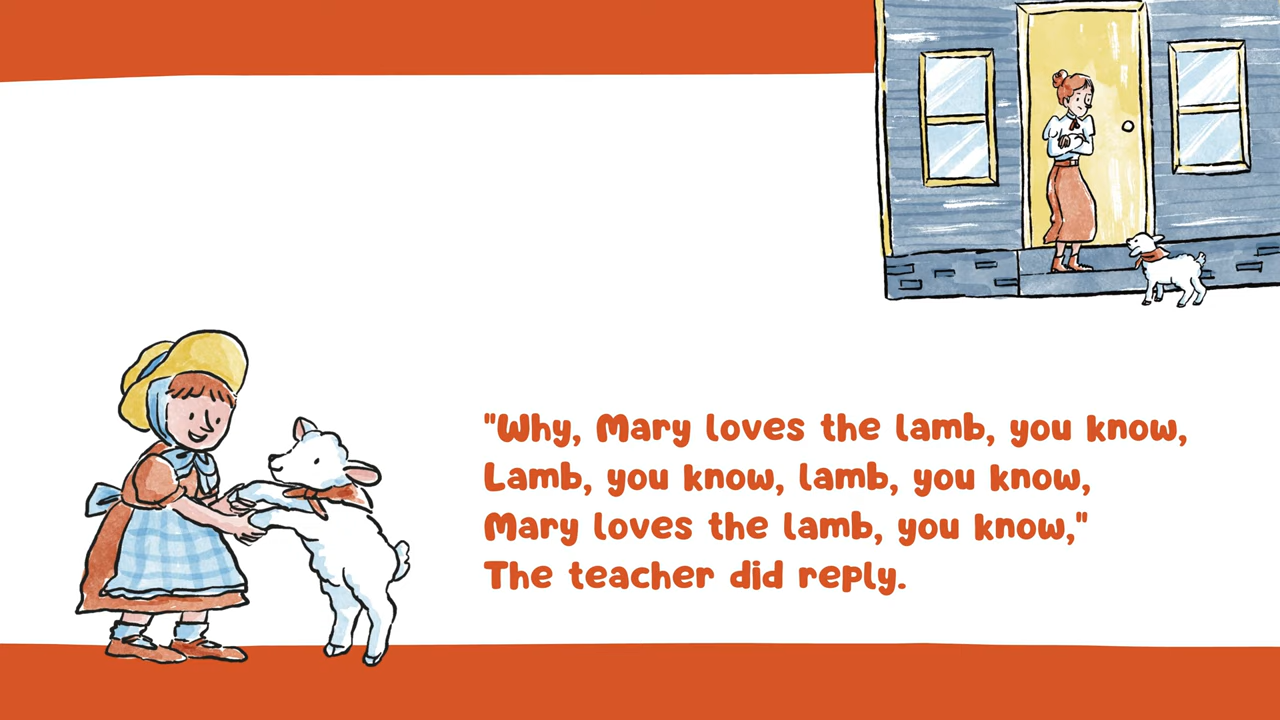 "Why, Mary loves the lamb, you know,
Lamb, you know, lamb, you know,
Mary loves the lamb, you know,"
The teacher did reply.